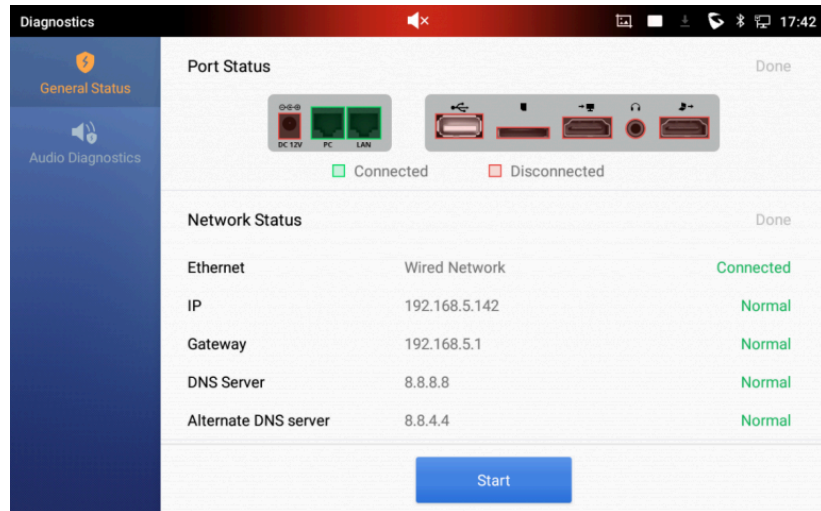 Diagnostics
17:42
General Status
Audio Diagnostics
Port Status
Done
DC 12V
PC
LAN
Connected
Disconnected
Network Status
Done
Ethernet Wired Network Connected
IP 192.168.5.142 Normal
Gateway 192.168.5.1 Normal
DNS Server 8.8.8.8 Normal
Alternate DNS server 8.8.4.4 Normal
Start